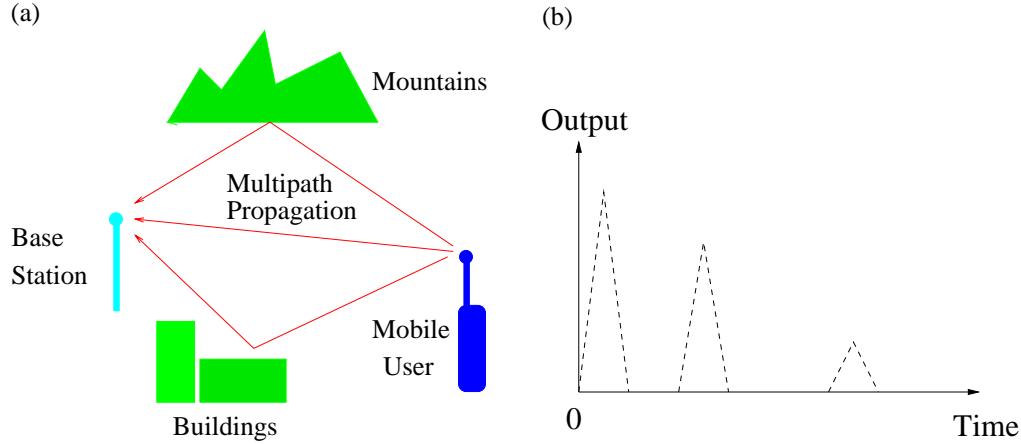 (a)
Mountains
Multipath
Propagation
Base
Station
Mobile
User
Buildings
(b)
Output
0
Time